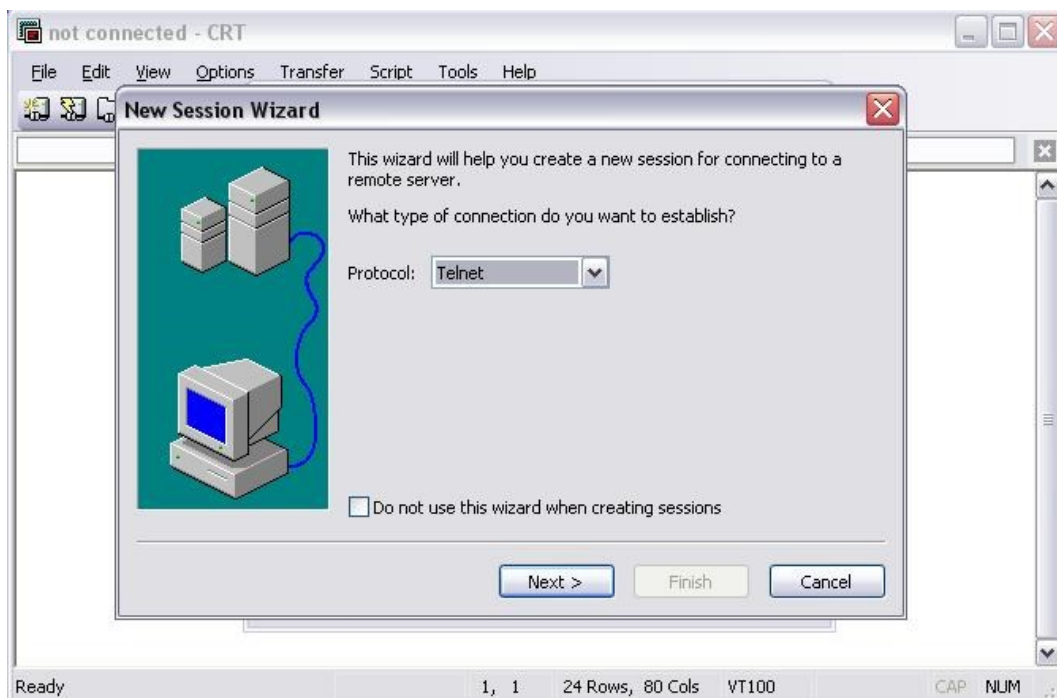 not connected - CRT
File Edit View Options Transfer Script Tools Help
New Session Wizard
This wizard will help you create a new session for connecting to a
remote server.
What type of connection do you want to establish?
Protocol: Telnet
Do not use this wizard when creating sessions
Next > Finish Cancel
Ready 1, 1 24 Rows, 80 Cols VT100 CAP NUM